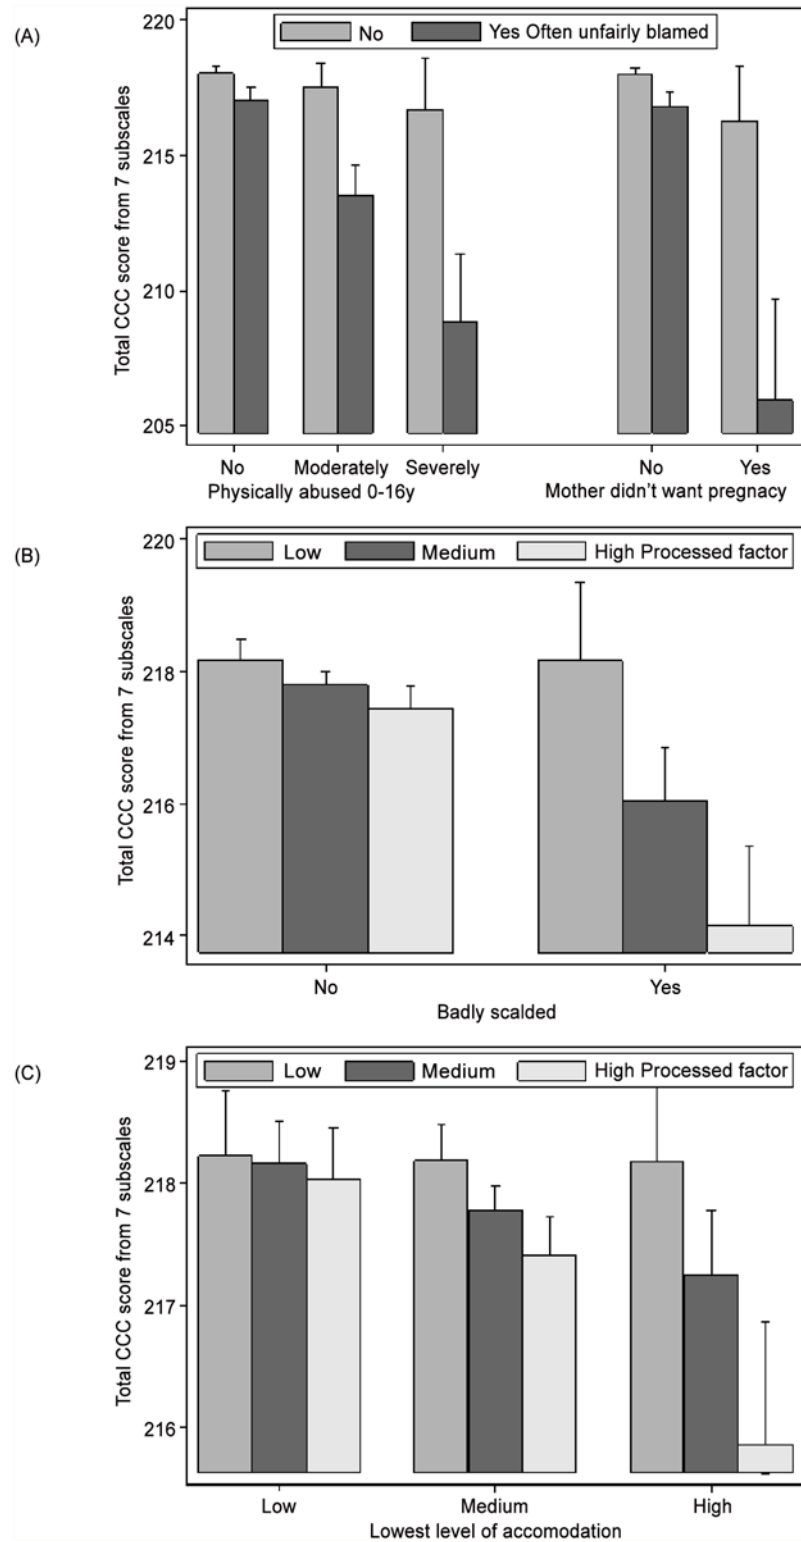 (A)
220
No
Yes Often unfairly blamed
215
210
205
Total CCC score from 7 subscales
No
Moderately
Severely
No
Yes
Physically abused 0-16y
Mother didn't want pregnacy
(B)
220
Low
Medium
High Processed factor
218
216
214
Total CCC score from 7 subscales
No
Yes
Badly scalded
(C)
219
Low
Medium
High Processed factor
218
217
216
Total CCC score from 7 subscales
Low
Medium
High
Lowest level of accomodation